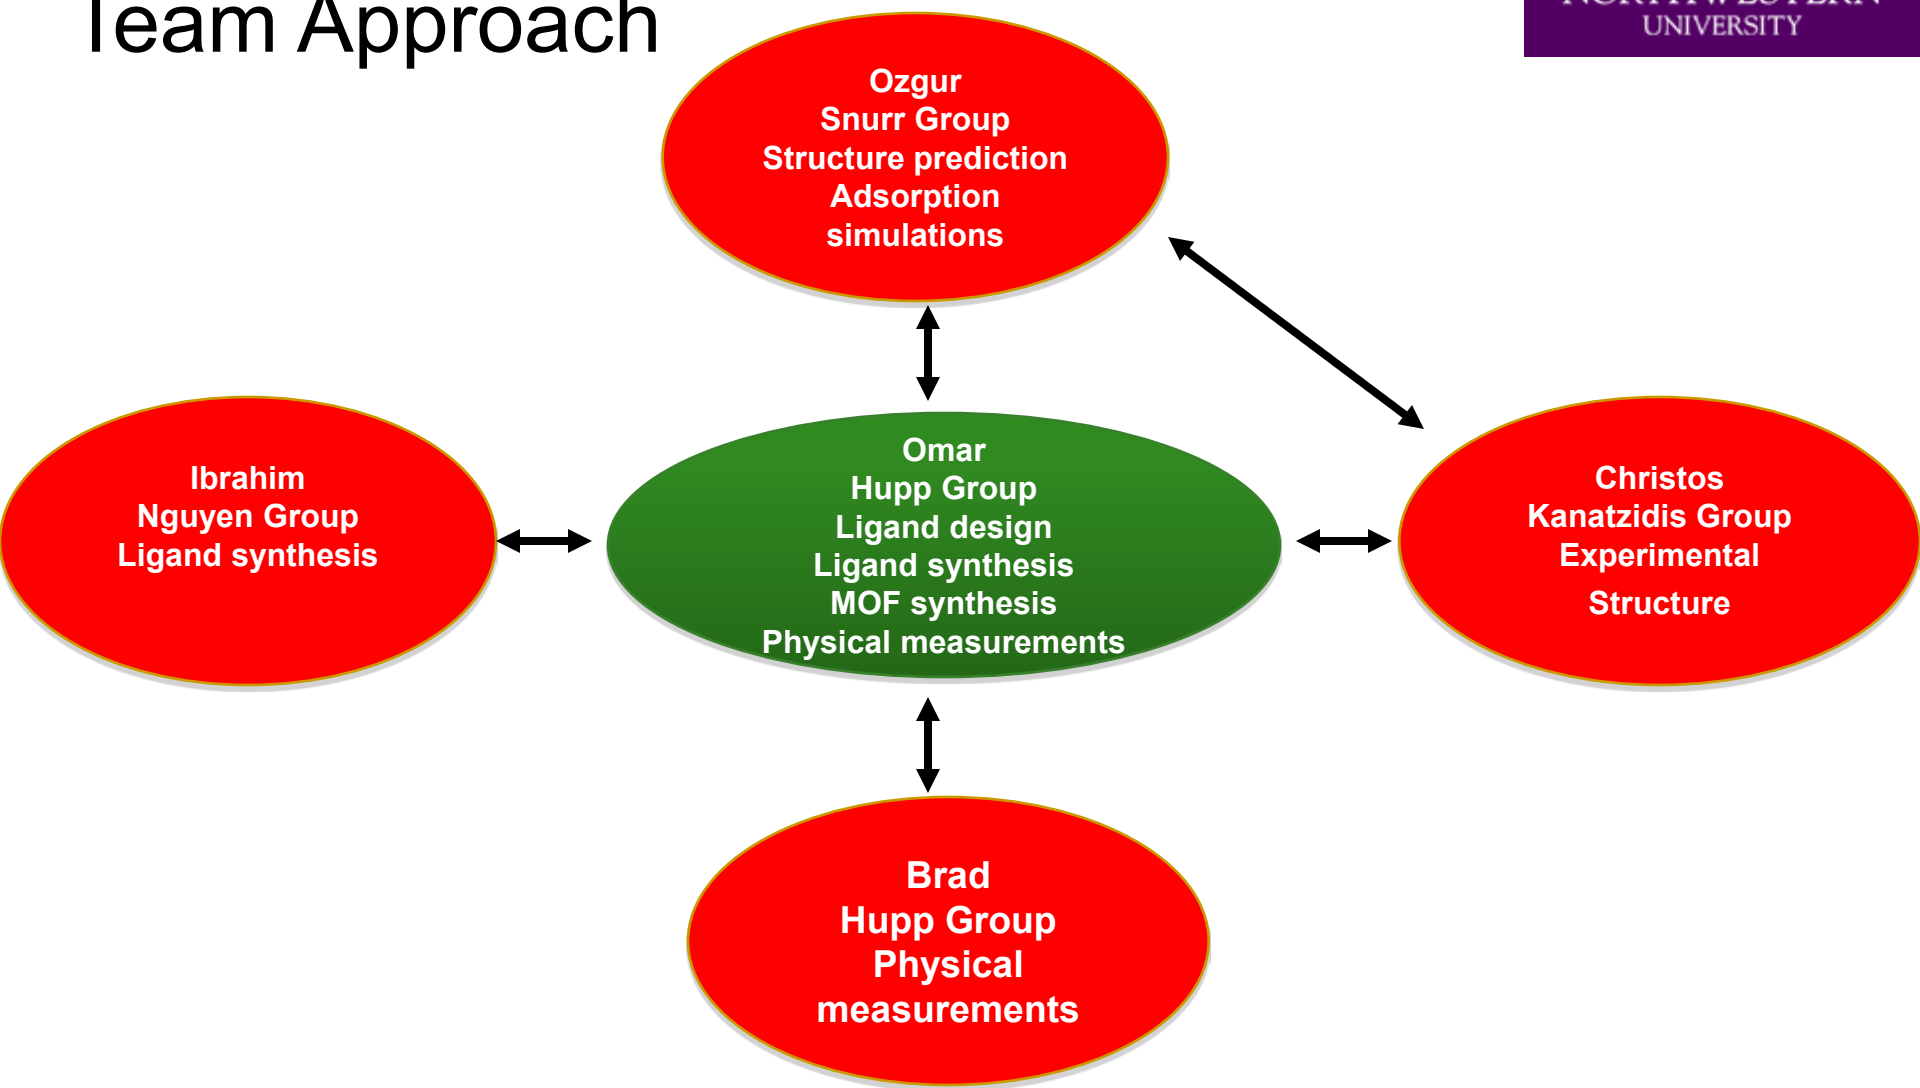 Team Approach
NORTHWESTERN
UNIVERSITY
Ozgur
Snurr Group
Structure prediction
Adsorption
simulations
Ibrahim
Nguyen Group
Ligand synthesis
Omar
Hupp Group
Ligand design
Ligand synthesis
MOF synthesis
Physical measurements
Christos
Kanatzidis Group
Experimental
Structure
Brad
Hupp Group
Physical
measurements